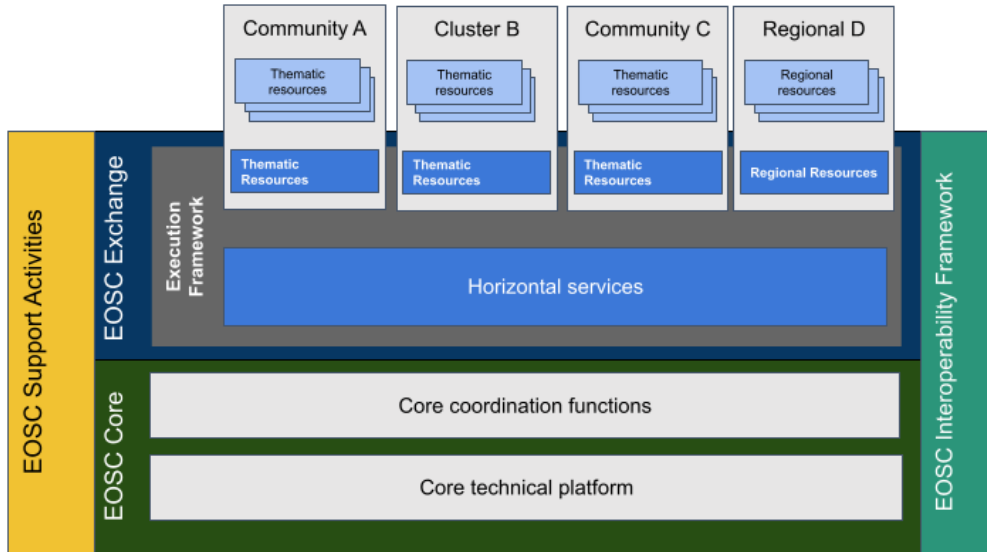 Community A
Cluster B
Community C
Regional D
Thematic
resources
Thematic
resources
Thematic
resources
Regional
resources
Thematic
Resources
Thematic
Resources
Thematic
Resources
Regional Resources
EOSC Support Activities
EOSC Exchange
Execution
Framework
Horizontal services
EOSC Interoperability Framework
EOSC Core
Core coordination functions
Core technical platform